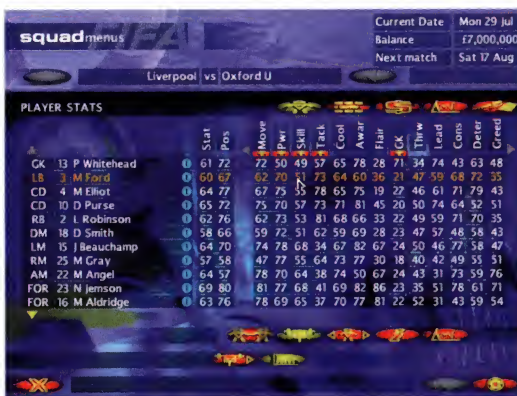 squad menus
Current Date Mon 29 Jul
Balance £7,000,000
Next match Sat 17 Aug
Liverpool vs Oxford U
PLAYER STATS
Stat Pos Move Pwr Skill Tack Cool Awar Flair GK Thrw Lead Cons Deter Greed
GK 13 P Whitehead 61 72 72 50 49 57 65 78 28 71 34 74 43 63 48
LB 3 M Ford 60 67 62 70 51 73 64 60 36 21 47 59 68 72 35
CD 4 M Elliot 64 77 67 75 55 78 65 75 19 22 46 61 71 79 43
CD 10 D Purse 65 72 75 70 57 73 71 81 45 20 50 74 64 52 51
RB 2 L Robinson 62 76 62 73 53 81 68 66 33 22 49 59 71 70 35
DM 18 D Smith 58 66 59 72 51 62 59 69 28 23 47 57 48 58 43
LM 15 J Beauchamp 64 70 74 78 68 34 67 82 67 24 50 46 77 58 47
RM 25 M Gray 57 58 47 77 55 64 73 77 30 18 40 42 49 55 51
AM 22 M Angel 64 57 78 70 64 38 74 50 67 24 43 31 73 59 76
FOR 23 N Jemson 69 80 81 77 68 41 69 82 86 23 35 51 78 61 71
FOR 16 M Aldridge 63 76 78 69 65 37 70 77 81 22 52 31 43 59 54